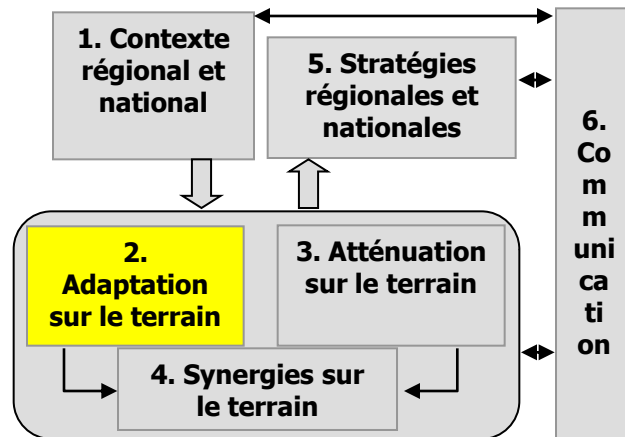 1. Contexte
régional et
national
5. Stratégies
régionales et
nationales
2.
Adaptation
sur le terrain
3. Atténuation
sur le terrain
4. Synergies sur
le terrain
6.
Co
m
m
uni
ca
ti
on